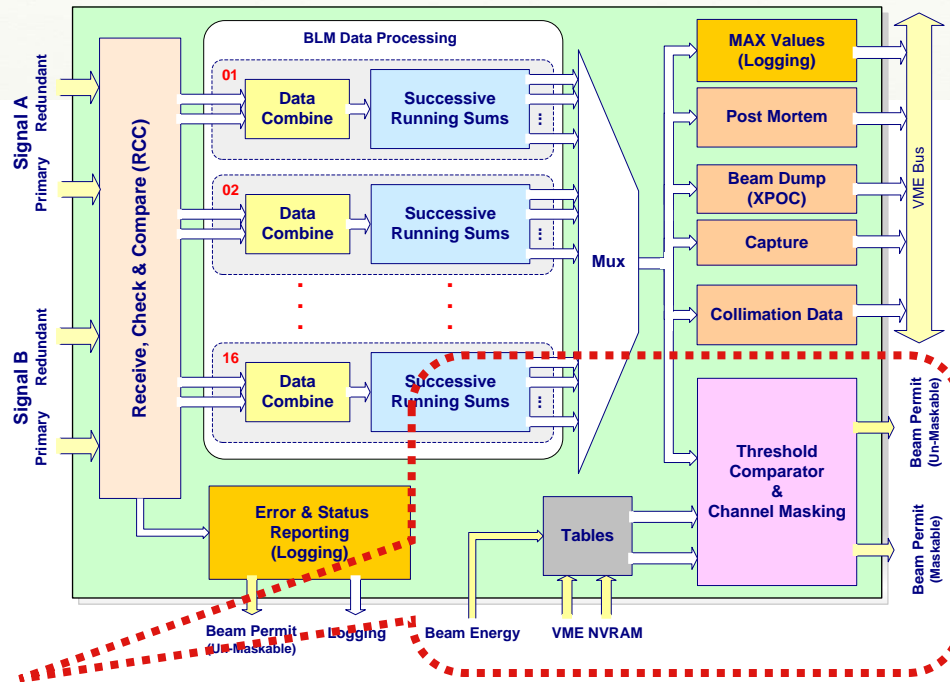 BLM Data Processing
Signal A
Redundant
Primary
Signal B
Redundant
Primary
Receive, Check & Compare (RCC)
01
Data
Combine
Successive
Running Sums
...
02
Data
Combine
Successive
Running Sums
...
. .
. .
. .
16
Data
Combine
Successive
Running Sums
...
Mux
MAX Values
(Logging)
Post Mortem
Beam Dump
(XPOC)
Capture
Collimation Data
VME Bus
Threshold
Comparator
&
Channel Masking
Beam Permit
(Un-Maskable)
Beam Permit
(Maskable)
Error & Status
Reporting
(Logging)
Tables
Beam Permit
(Un-Maskable)
Logging
Beam Energy
VME NVRAM